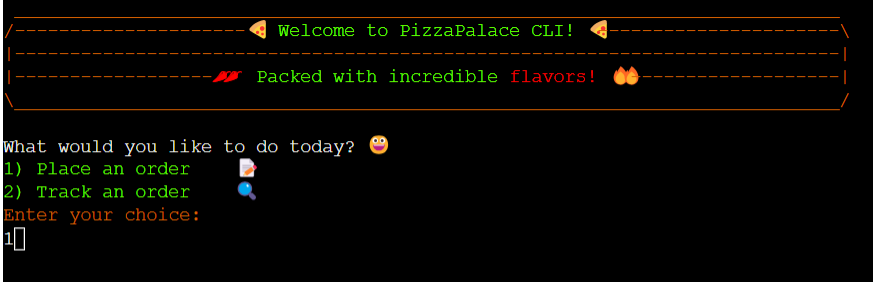 Welcome to PizzaPalace CLI!
Packed with incredible flavors!
What would you like to do today?
1) Place an order
2) Track an order
Enter your choice:
1